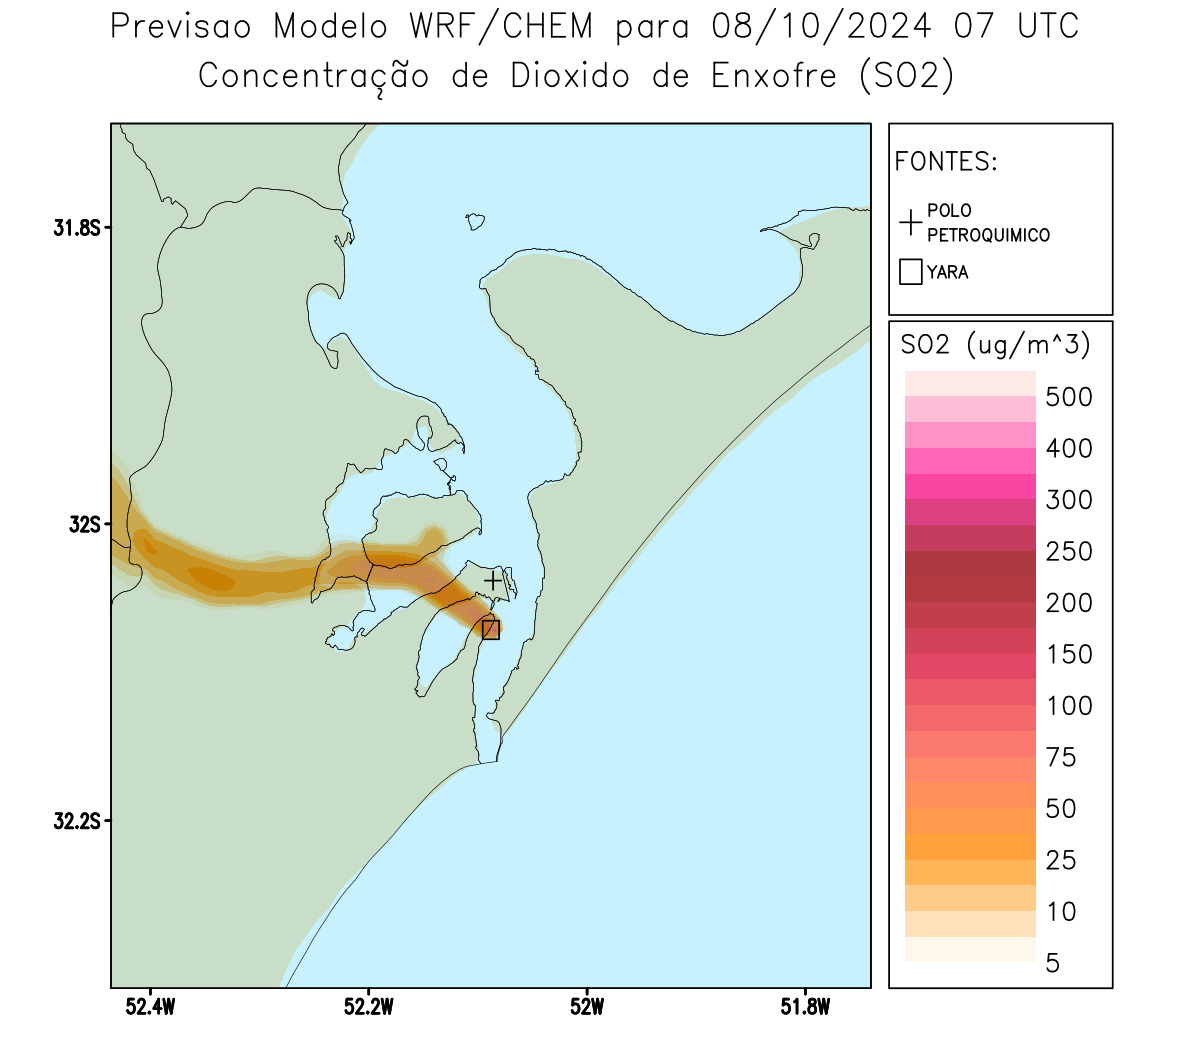 Previsao Modelo WRF/CHEM para 08/10/2024 07 UTC
Concentração de Dioxido de Enxofre (SO2)
FONTES:
POLO
PETROQUIMICO
YARA
SO2 (ug/m^3)
500
400
300
250
200
150
100
75
50
25
10
5
31.8S
32S
32.2S
52.4W
52.2W
52W
51.8W